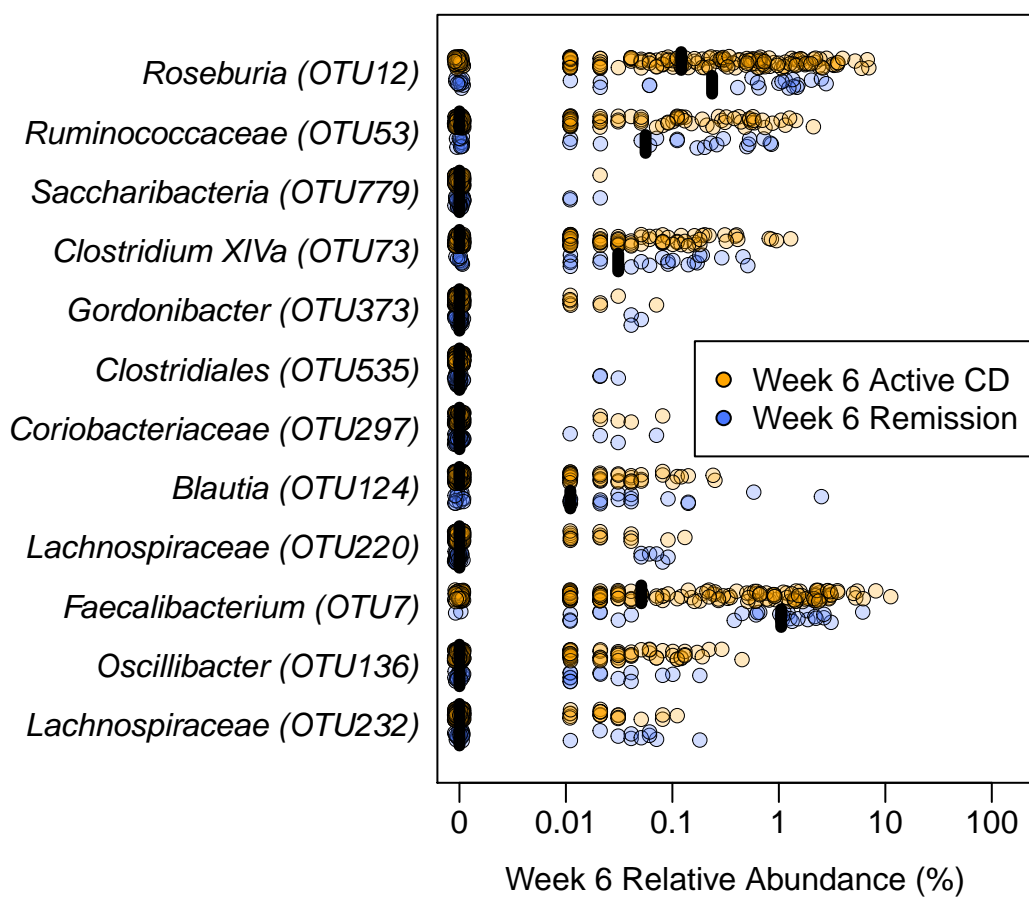 Roseburia (OTU12)
Ruminococcaceae (OTU53)
Saccharibacteria (OTU779)
Clostridium XIVa (OTU73)
Gordonibacter (OTU373)
Clostridiales (OTU535)
Coriobacteriaceae (OTU297)
Blautia (OTU124)
Lachnospiraceae (OTU220)
Faecalibacterium (OTU7)
Oscillibacter (OTU136)
Lachnospiraceae (OTU232)
Week 6 Active CD
Week 6 Remission
0 0.01 0.1 1 10 100
Week 6 Relative Abundance (%)